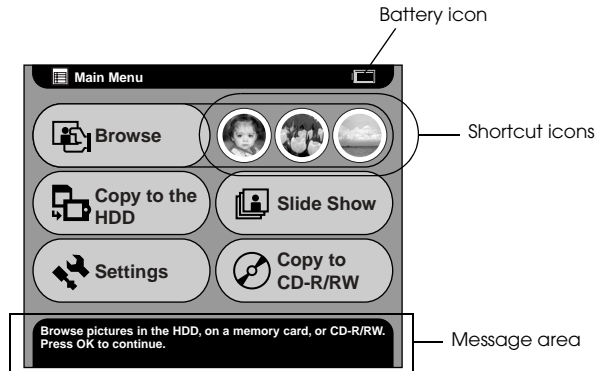 Battery icon
Main Menu
Browse
Shortcut icons
Copy to the
HDD
Slide Show
Settings
Copy to
CD-R/RW
Browse pictures in the HDD, on a memory card, or CD-R/RW.
Press OK to continue.
Message area